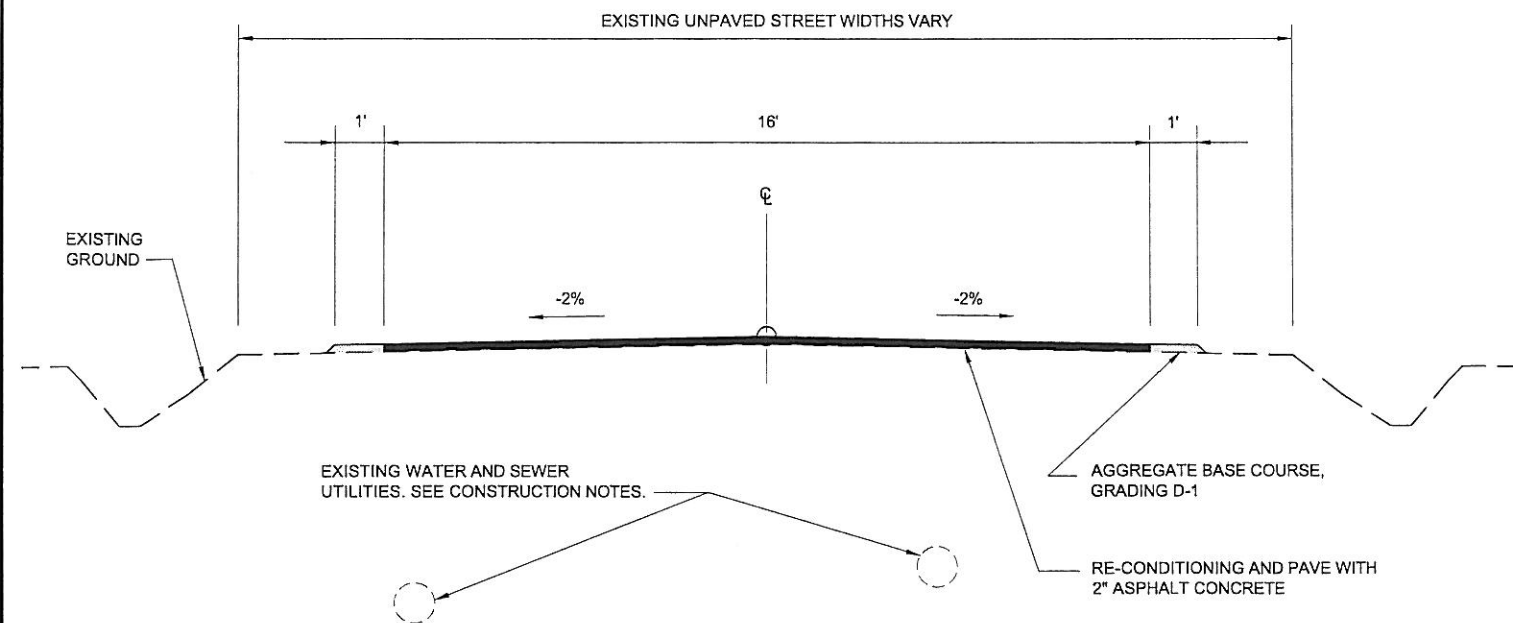 EXISTING UNPAVED STREET WIDTHS VARY
1'
16'
1'
℄
EXISTING
GROUND
-2%
-2%
EXISTING WATER AND SEWER
UTILITIES. SEE CONSTRUCTION NOTES.
AGGREGATE BASE COURSE,
GRADING D-1
RE-CONDITIONING AND PAVE WITH
2" ASPHALT CONCRETE